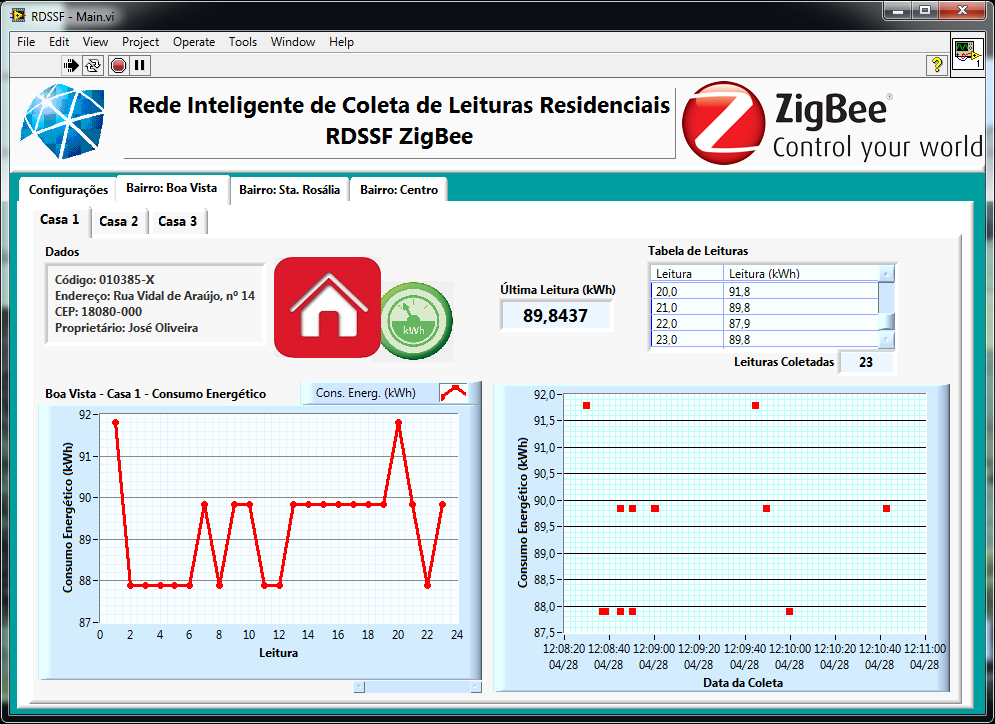 RDSSF - Main.vi
File Edit View Project Operate Tools Window Help
?
1
Rede Inteligente de Coleta de Leituras Residenciais
RDSSF ZigBee
Z
ZigBee®
Control your world
Configurações Bairro: Boa Vista Bairro: Sta. Rosália Bairro: Centro
Casa 1 Casa 2 Casa 3
Dados
Código: 010385-X
Endereço: Rua Vidal de Araújo, nº 14
CEP: 18080-000
Proprietário: José Oliveira
kWh
Última Leitura (kWh)
89,8437
Tabela de Leituras
Leitura Leitura (kWh)
20,0 91,8
21,0 89,8
22,0 87,9
23,0 89,8
Leituras Coletadas 23
Boa Vista - Casa 1 - Consumo Energético
Cons. Energ. (kWh)
Consumo Energético (kWh)
92
91
90
89
88
87
0 2 4 6 8 10 12 14 16 18 20 22 24
Leitura
Consumo Energético (kWh)
92,0
91,5
91,0
90,5
90,0
89,5
89,0
88,5
88,0
87,5
12:08:20 12:08:40 12:09:00 12:09:20 12:09:40 12:10:00 12:10:20 12:10:40 12:11:00
04/28 04/28 04/28 04/28 04/28 04/28 04/28 04/28 04/28
Data da Coleta